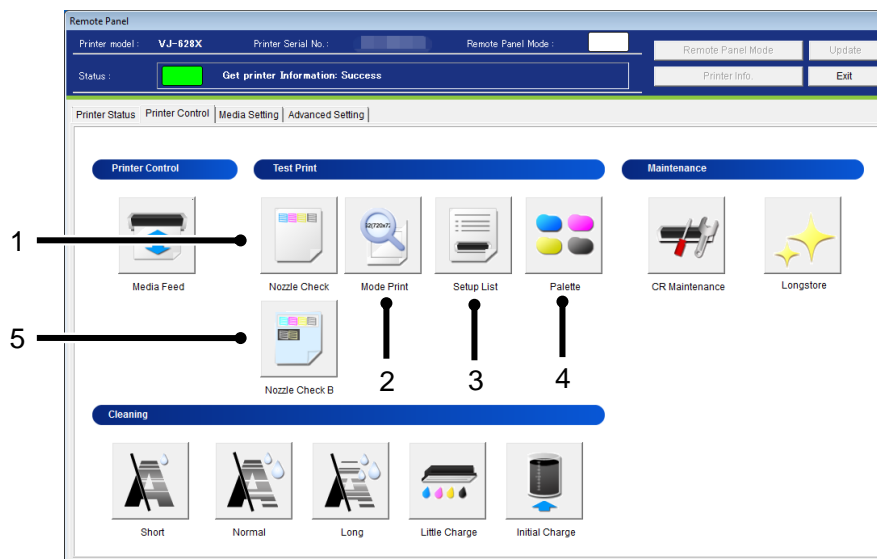 Remote Panel
Printer model : VJ-628X Printer Serial No. : Remote Panel Mode :
Remote Panel Mode Update
Status : Get printer Information: Success
Printer Info. Exit
Printer Status Printer Control Media Setting Advanced Setting
Printer Control Test Print Maintenance
1
Media Feed Nozzle Check Mode Print Setup List Palette CR Maintenance Longstore
5
2 3 4
Nozzle Check B
Cleaning
Short Normal Long Little Charge Initial Charge